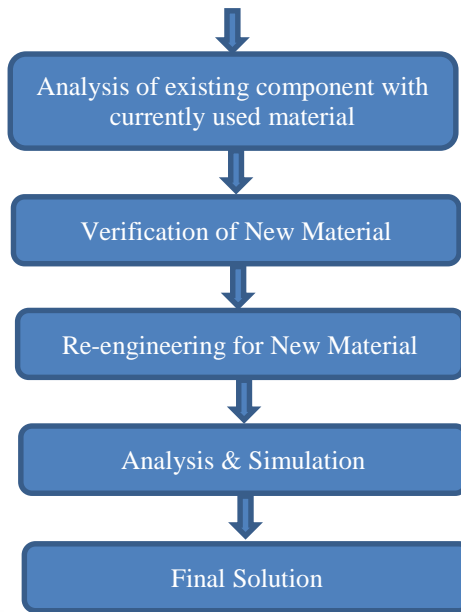 Analysis of existing component with
currently used material
Verification of New Material
Re-engineering for New Material
Analysis & Simulation
Final Solution